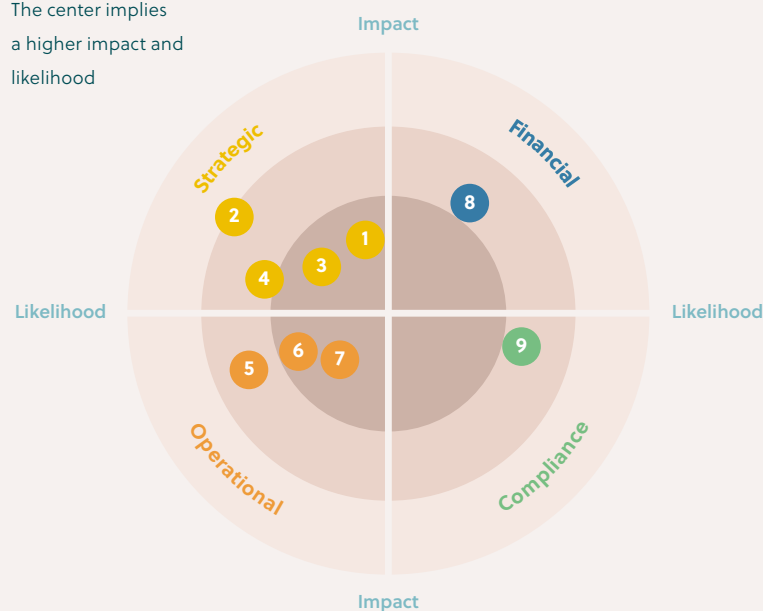 The center implies
a higher impact and
likelihood
Impact
Strategic
Financial
2
8
1
3
4
Likelihood
Likelihood
6
7
5
9
Operational
Compliance
Impact